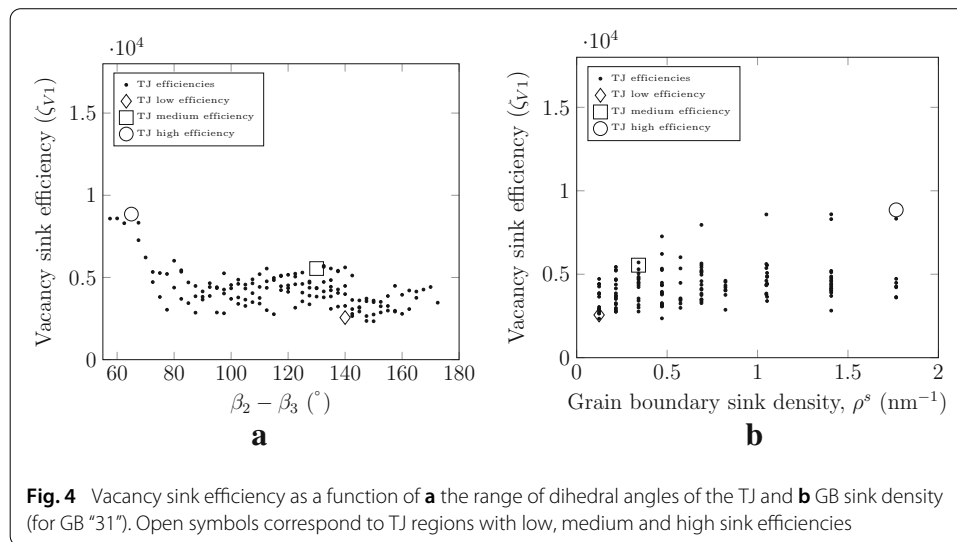 ·10⁴
Vacancy sink efficiency (ζV1)
1.5
1
0.5
0
TJ efficiencies
TJ low efficiency
TJ medium efficiency
TJ high efficiency
60 80 100 120 140 160 180
β₂ − β₃ (°)
a
·10⁴
Vacancy sink efficiency (ζV1)
1.5
1
0.5
0
TJ efficiencies
TJ low efficiency
TJ medium efficiency
TJ high efficiency
0 0.5 1 1.5 2
Grain boundary sink density, ρˢ (nm⁻¹)
b
Fig. 4 Vacancy sink efficiency as a function of a the range of dihedral angles of the TJ and b GB sink density
(for GB "31"). Open symbols correspond to TJ regions with low, medium and high sink efficiencies